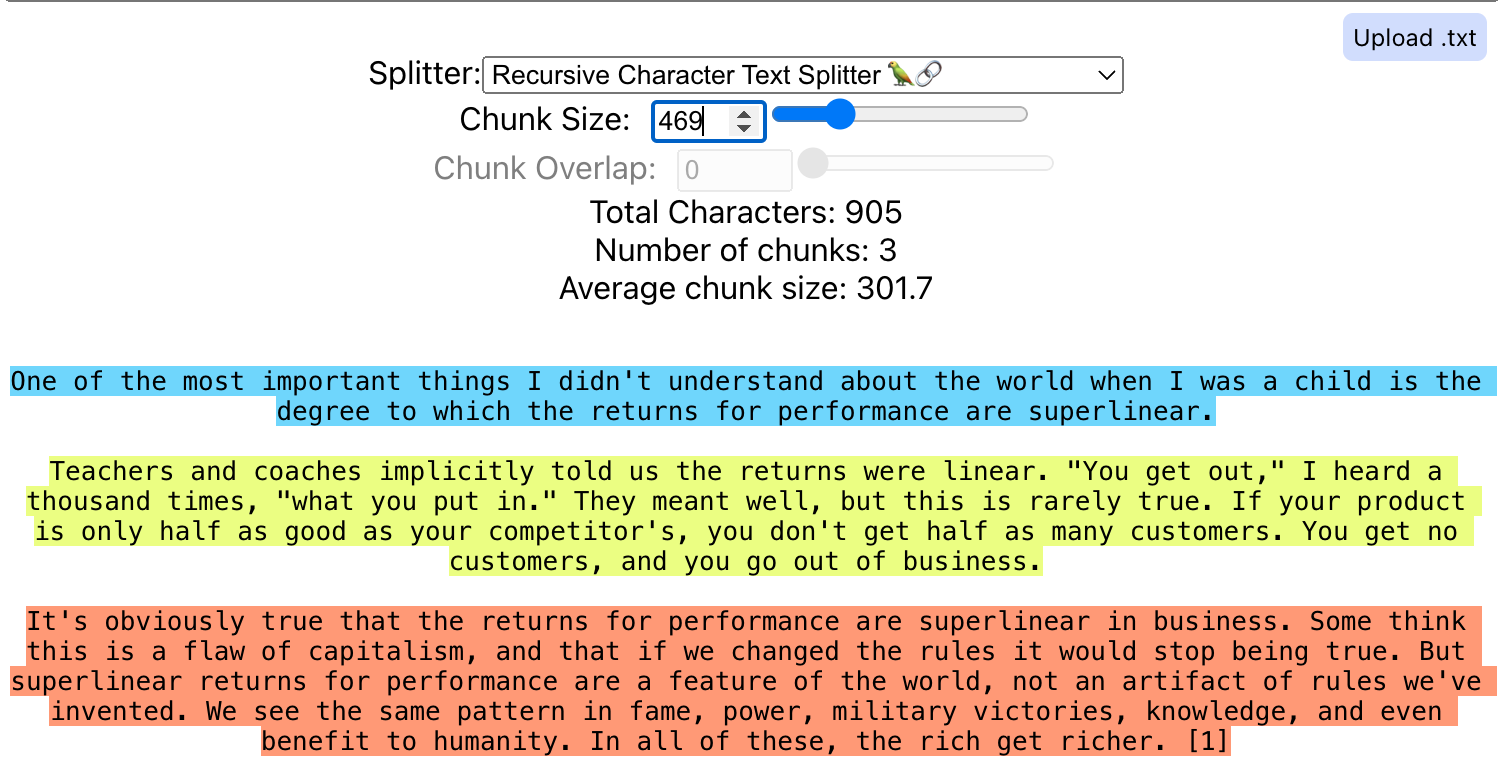 Upload .txt
Splitter: Recursive Character Text Splitter 🦜🔗
Chunk Size: 469
Chunk Overlap: 0
Total Characters: 905
Number of chunks: 3
Average chunk size: 301.7
One of the most important things I didn't understand about the world when I was a child is the
degree to which the returns for performance are superlinear.
Teachers and coaches implicitly told us the returns were linear. "You get out," I heard a
thousand times, "what you put in." They meant well, but this is rarely true. If your product
is only half as good as your competitor's, you don't get half as many customers. You get no
customers, and you go out of business.
It's obviously true that the returns for performance are superlinear in business. Some think
this is a flaw of capitalism, and that if we changed the rules it would stop being true. But
superlinear returns for performance are a feature of the world, not an artifact of rules we've
invented. We see the same pattern in fame, power, military victories, knowledge, and even
benefit to humanity. In all of these, the rich get richer. [1]